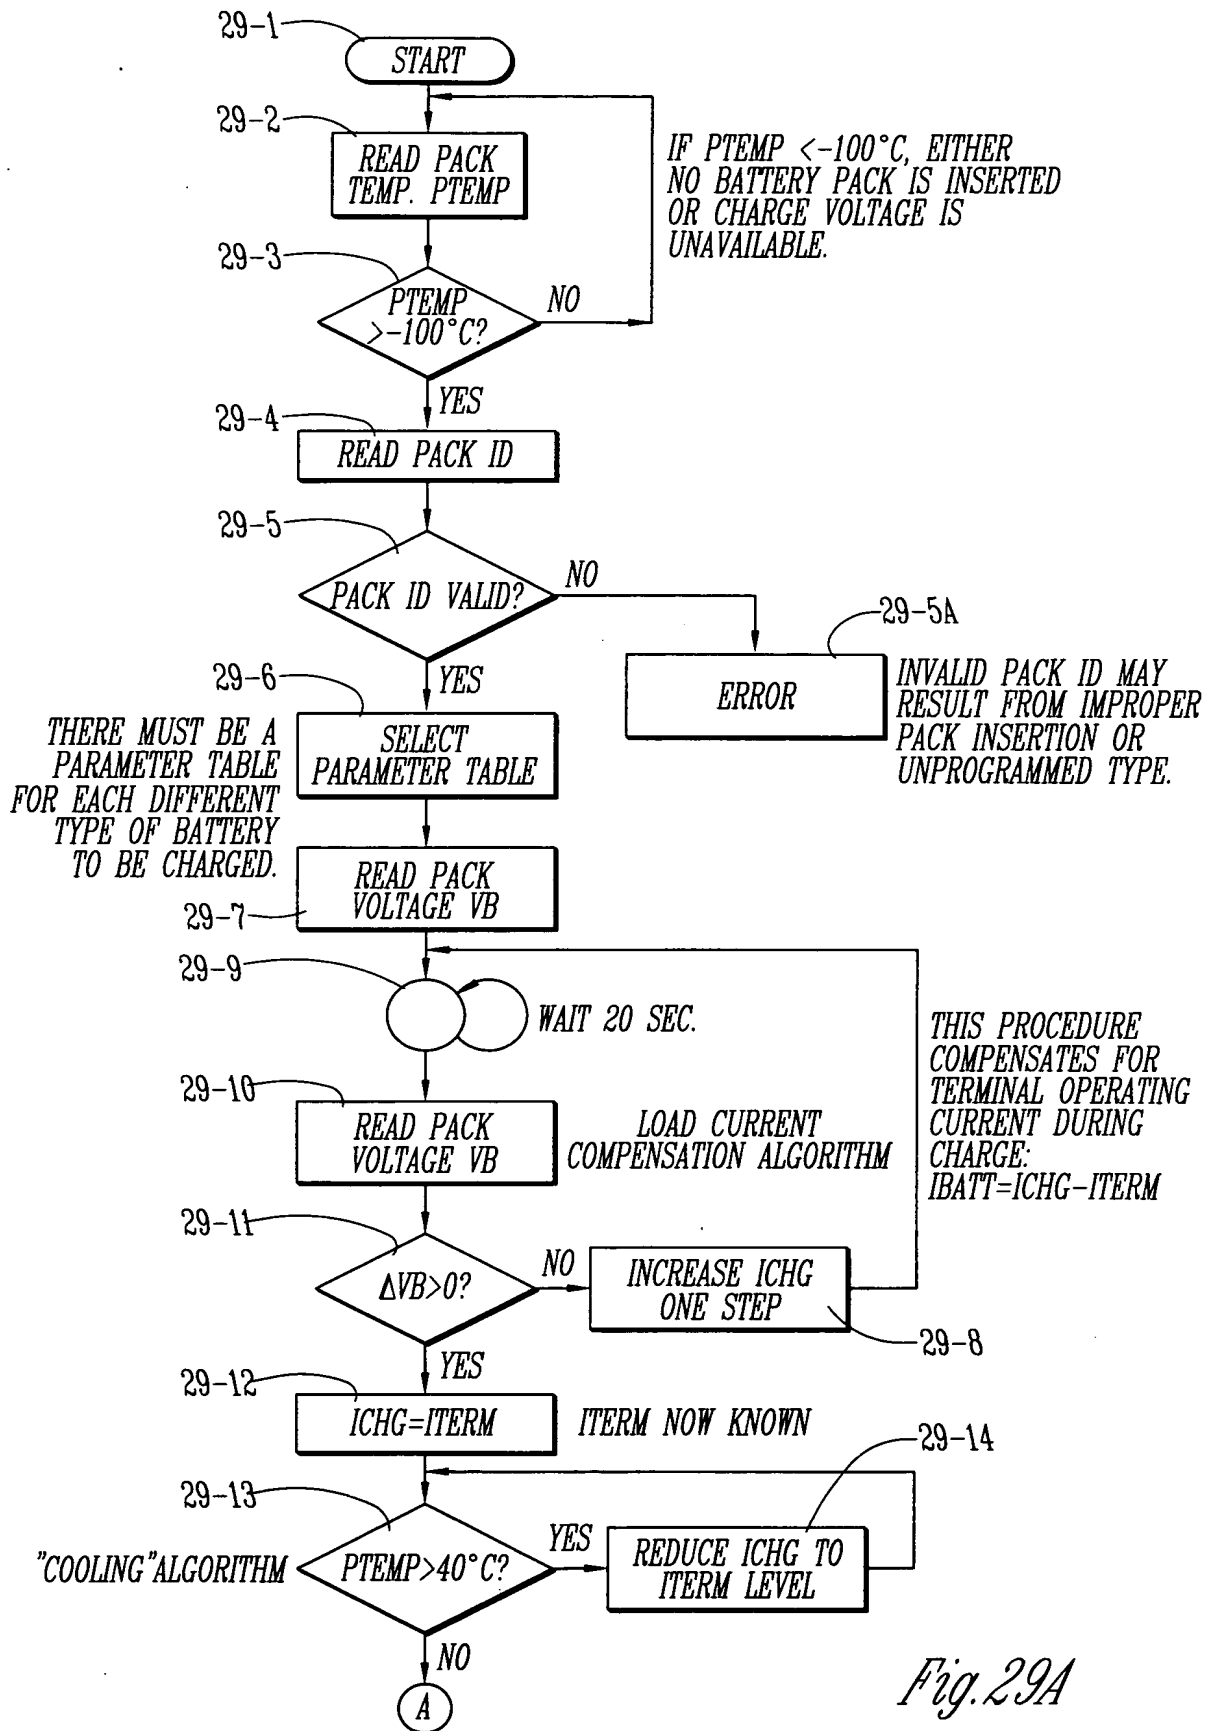 29-1
START
29-2
READ PACK
TEMP. PTEMP
IF PTEMP <-100°C, EITHER
NO BATTERY PACK IS INSERTED
OR CHARGE VOLTAGE IS
UNAVAILABLE.
29-3
PTEMP
>-100°C?
NO
YES
29-4
READ PACK ID
29-5
PACK ID VALID?
NO
29-5A
ERROR
INVALID PACK ID MAY
RESULT FROM IMPROPER
PACK INSERTION OR
UNPROGRAMMED TYPE.
YES
29-6
SELECT
PARAMETER TABLE
THERE MUST BE A
PARAMETER TABLE
FOR EACH DIFFERENT
TYPE OF BATTERY
TO BE CHARGED.
READ PACK
VOLTAGE VB
29-7
29-9
WAIT 20 SEC.
THIS PROCEDURE
COMPENSATES FOR
TERMINAL OPERATING
CURRENT DURING
CHARGE:
IBATT=ICHG-ITERM
29-10
READ PACK
VOLTAGE VB
LOAD CURRENT
COMPENSATION ALGORITHM
29-11
ΔVB>0?
NO
INCREASE ICHG
ONE STEP
29-8
YES
29-12
ICHG=ITERM
ITERM NOW KNOWN
29-14
29-13
"COOLING"ALGORITHM
PTEMP>40°C?
YES
REDUCE ICHG TO
ITERM LEVEL
NO
A
Fig.29A